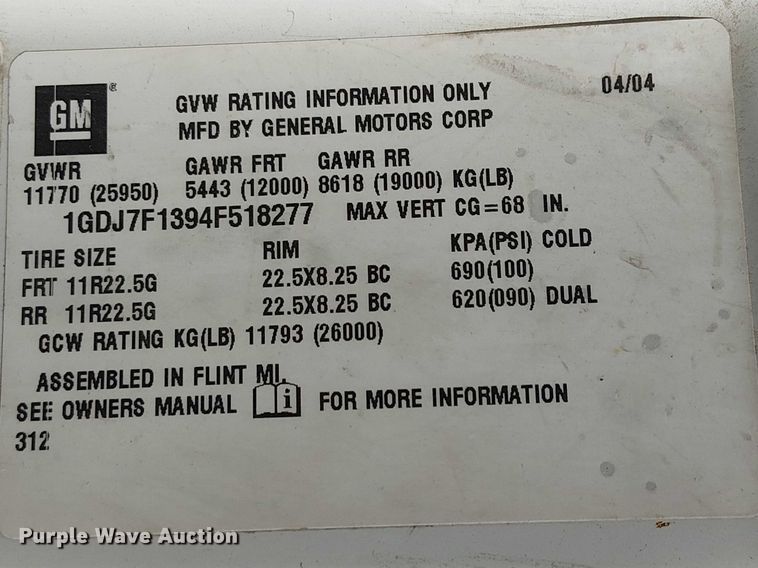 GM ®
GVW RATING INFORMATION ONLY 04/04
MFD BY GENERAL MOTORS CORP
GVWR GAWR FRT GAWR RR
11770 (25950) 5443 (12000) 8618 (19000) KG(LB)
1GDJ7F1394F518277 MAX VERT CG=68 IN.
TIRE SIZE RIM KPA(PSI) COLD
FRT 11R22.5G 22.5X8.25 BC 690(100)
RR 11R22.5G 22.5X8.25 BC 620(090) DUAL
GCW RATING KG(LB) 11793 (26000)
ASSEMBLED IN FLINT MI.
SEE OWNERS MANUAL i FOR MORE INFORMATION
312
Purple Wave Auction